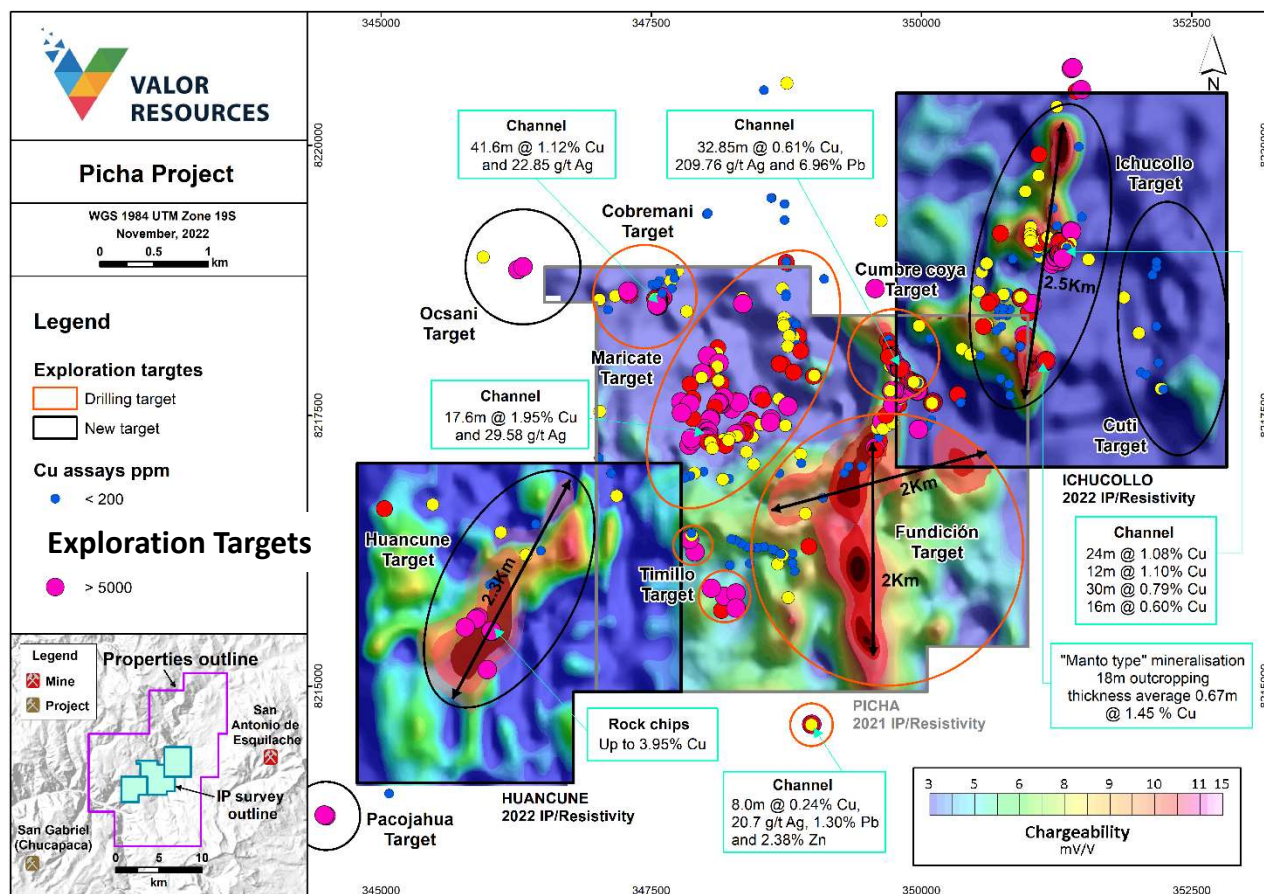 VALOR
RESOURCES
Picha Project
WGS 1984 UTM Zone 19S
November, 2022
0 0.5 1
km
Legend
Exploration targtes
Drilling target
New target
Cu assays ppm
< 200
Exploration Targets
> 5000
Legend
Mine
Project
Properties outline
San
Antonio de
Esquilache
IP survey
outline
San Gabriel
(Chucapaca)
0 5 10
km
345000
347500
350000
352500
8220000
8217500
8215000
N
Channel
41.6m @ 1.12% Cu
and 22.85 g/t Ag
Channel
32.85m @ 0.61% Cu,
209.76 g/t Ag and 6.96% Pb
Ichucollo
Target
Cobremani
Target
Cumbre coya
Target
Ocsani
Target
2.5Km
Maricate
Target
Channel
17.6m @ 1.95% Cu
and 29.58 g/t Ag
Cuti
Target
2Km
ICHUCOLLO
2022 IP/Resistivity
Huancune
Target
2.3Km
Timillo
Target
Fundición
Target
2Km
Channel
24m @ 1.08% Cu
12m @ 1.10% Cu
30m @ 0.79% Cu
16m @ 0.60% Cu
"Manto type" mineralisation
18m outcropping
thickness average 0.67m
@ 1.45 % Cu
PICHA
2021 IP/Resistivity
Rock chips
Up to 3.95% Cu
HUANCUNE
2022 IP/Resistivity
Pacojahua
Target
Channel
8.0m @ 0.24% Cu,
20.7 g/t Ag, 1.30% Pb
and 2.38% Zn
3 5 6 8 9 10 11 15
Chargeability
mV/V
345000
347500
350000
352500
8220000
8217500
8215000